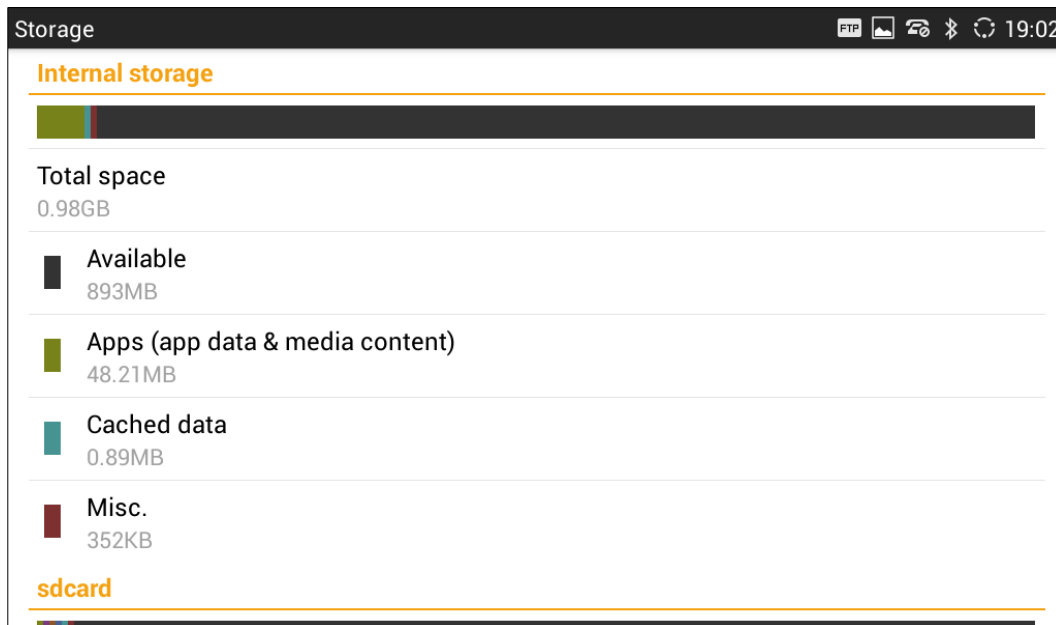 Storage
FTP
19:02
Internal storage
Total space
0.98GB
Available
893MB
Apps (app data & media content)
48.21MB
Cached data
0.89MB
Misc.
352KB
sdcard